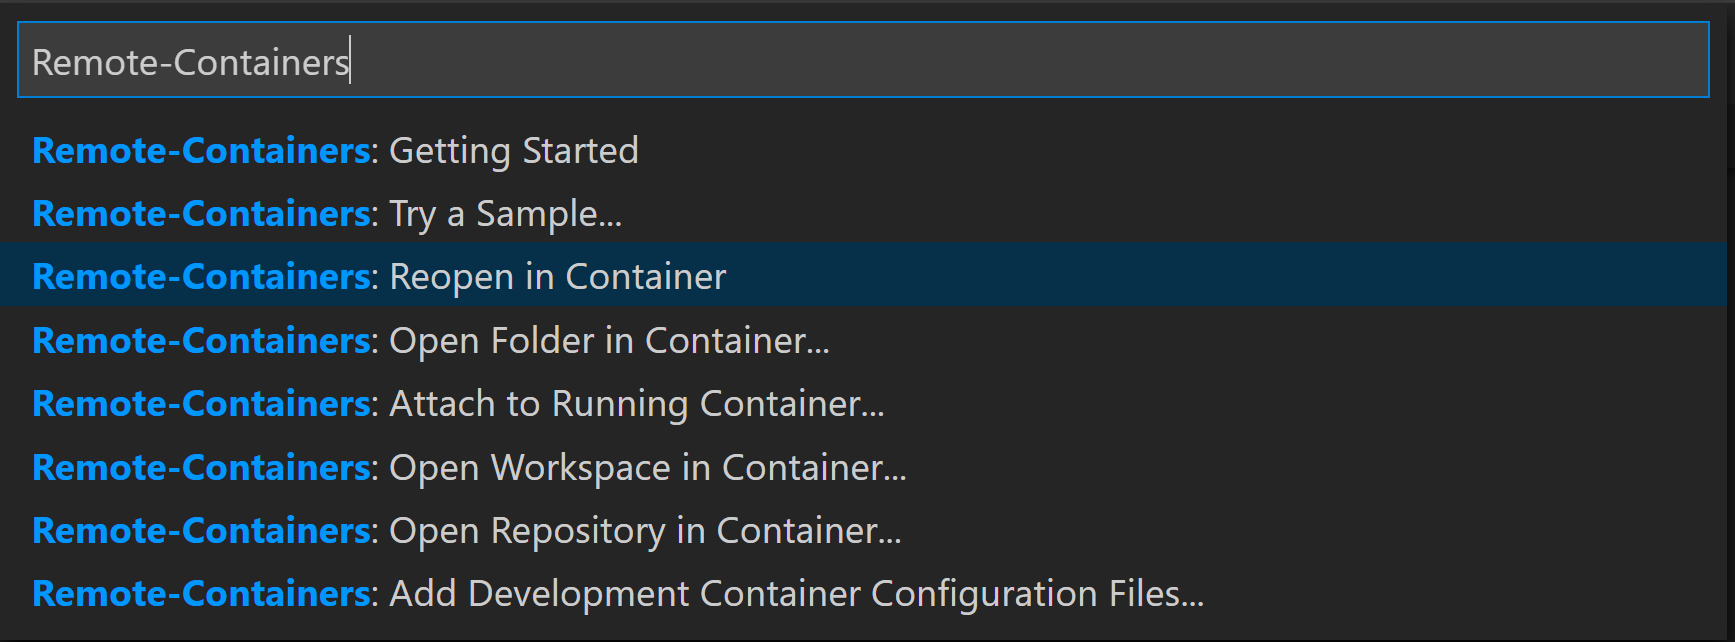 Remote-Containers
Remote-Containers: Getting Started
Remote-Containers: Try a Sample...
Remote-Containers: Reopen in Container
Remote-Containers: Open Folder in Container...
Remote-Containers: Attach to Running Container...
Remote-Containers: Open Workspace in Container...
Remote-Containers: Open Repository in Container...
Remote-Containers: Add Development Container Configuration Files...